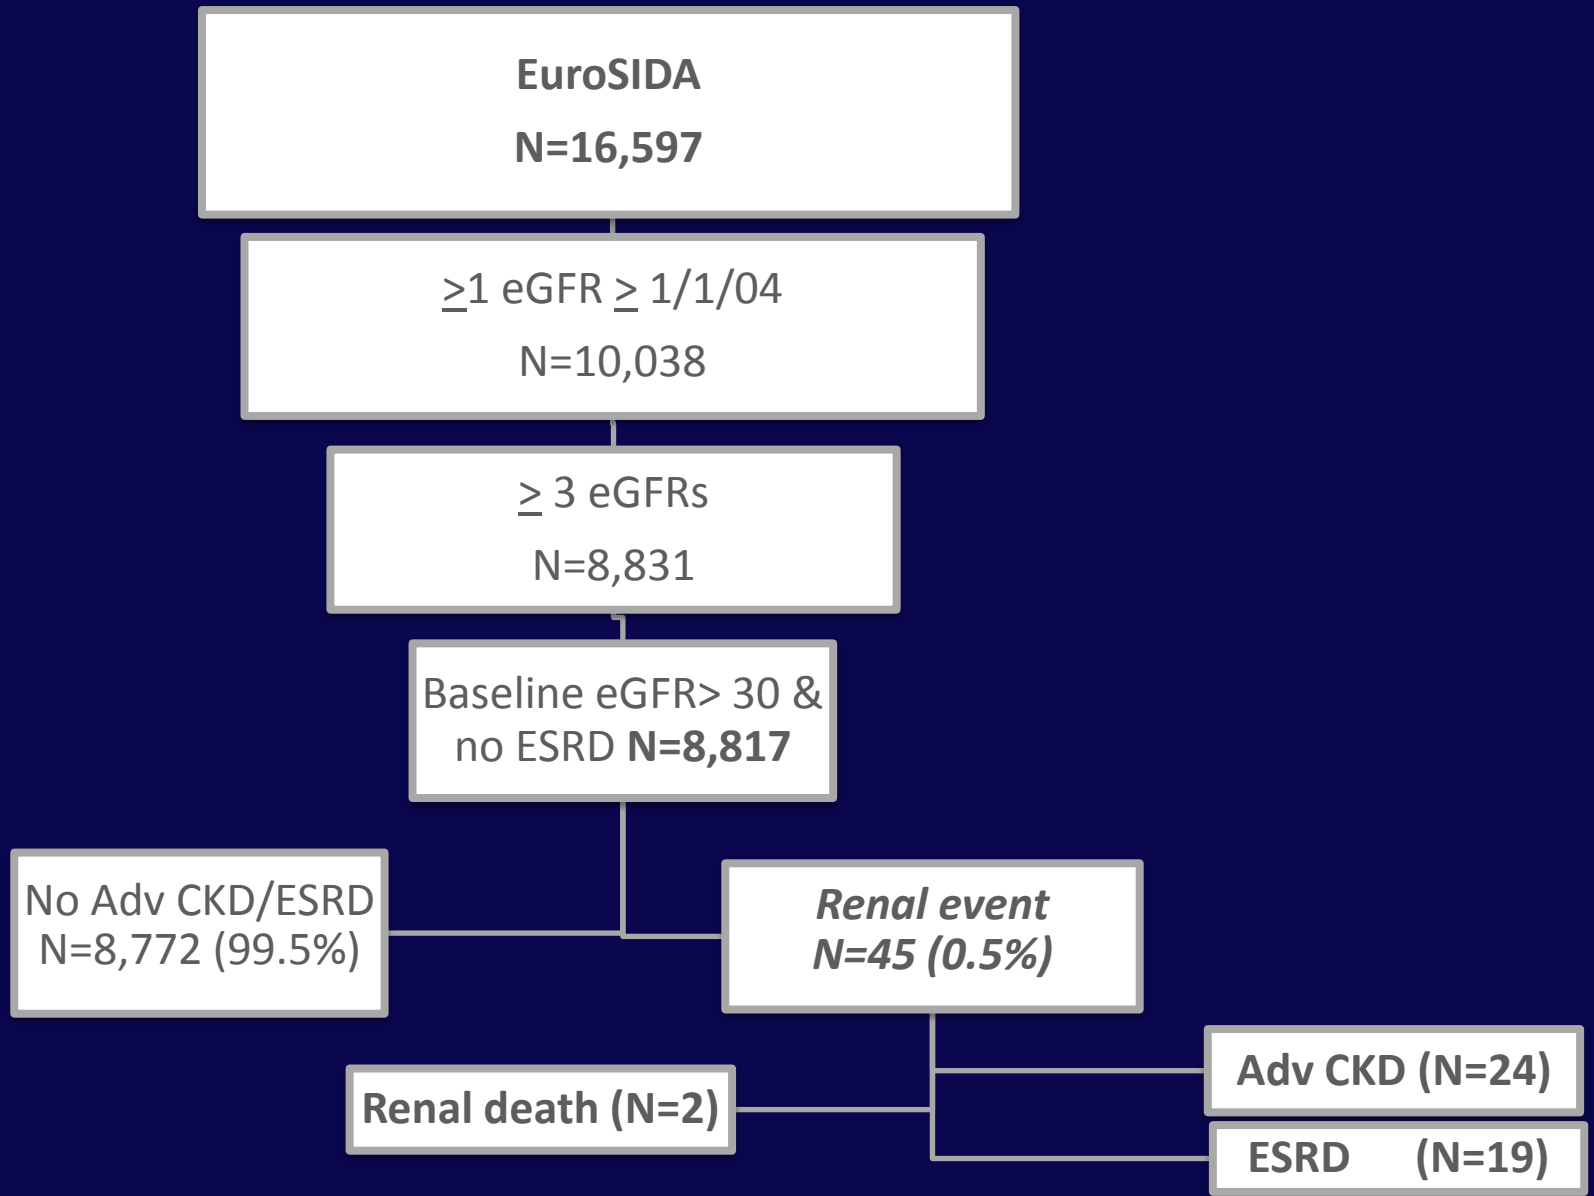 EuroSIDA
N=16,597
≥1 eGFR ≥ 1/1/04
N=10,038
≥ 3 eGFRs
N=8,831
Baseline eGFR> 30 &
no ESRD N=8,817
No Adv CKD/ESRD
N=8,772 (99.5%)
Renal event
N=45 (0.5%)
Adv CKD (N=24)
Renal death (N=2)
ESRD (N=19)